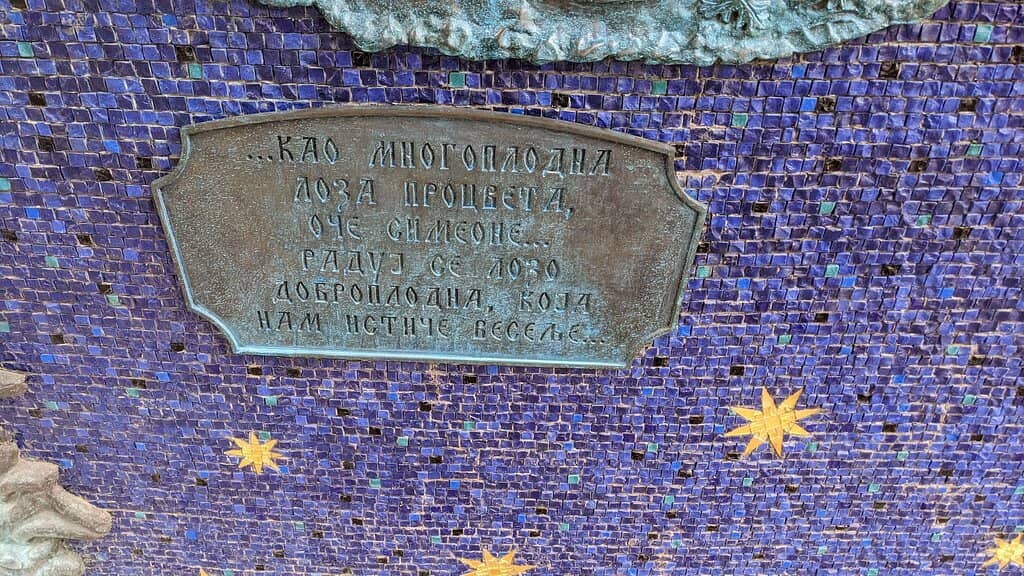 ...КАО МНОГОПЛОДНА
ЛОЗА ПРОЦВЕТА,
ОЧЕ СИМЕОНЕ...
РАДУЈ СЕ ЛОЗО
ДОБРОПЛОДНА, КОЈА
НАМ ИСТИЧЕ ВЕСЕЉЕ...